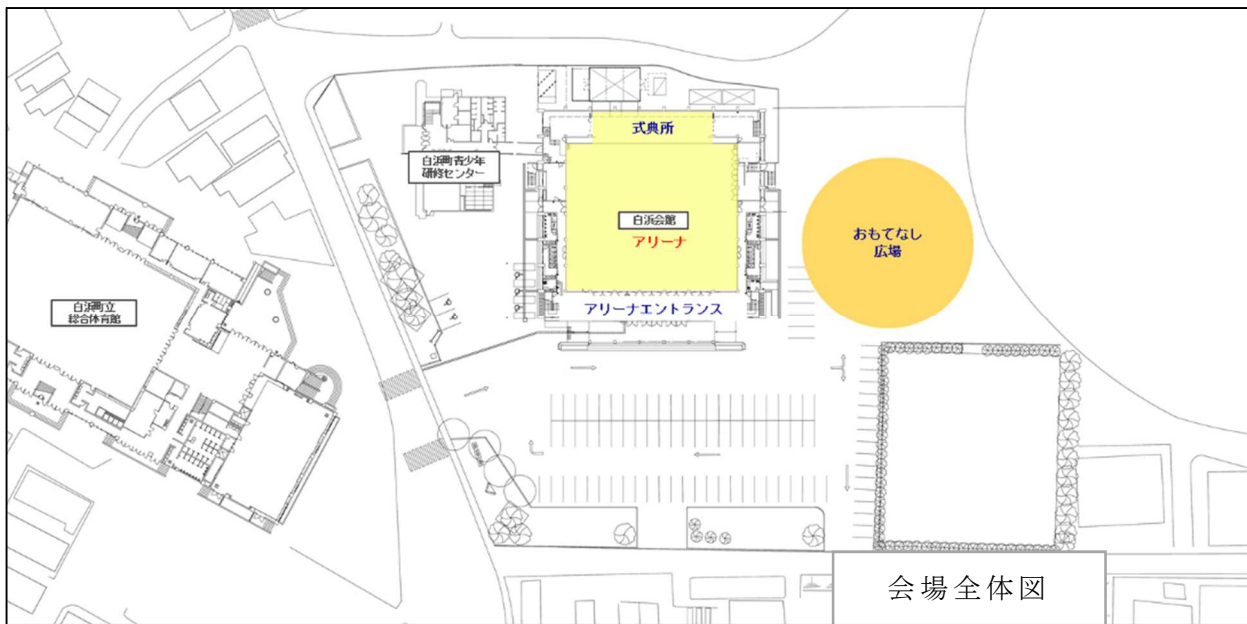 式典所
白浜町青少年
研修センター
白浜会館
アリーナ
おもてなし
広場
アリーナエントランス
白浜町立
総合体育館
会場全体図